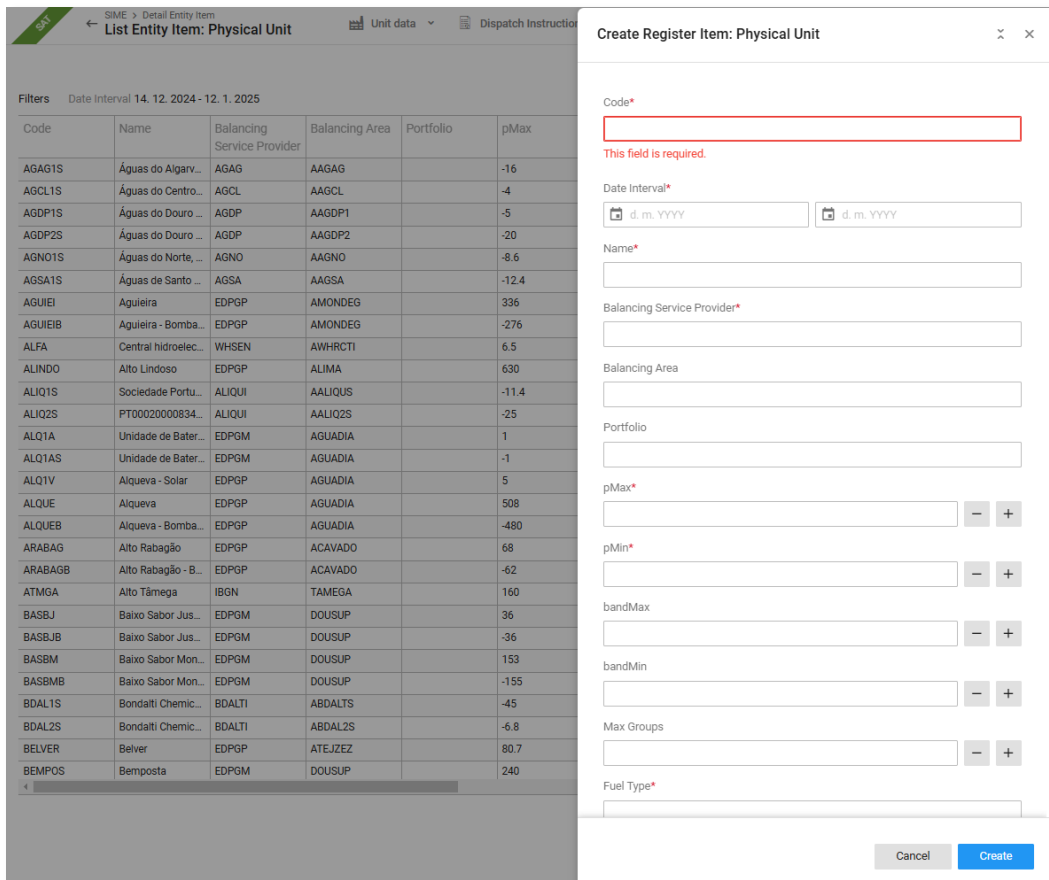 SAT
SIME > Detail Entity Item
List Entity Item: Physical Unit
Unit data
Dispatch Instruction
Filters Date Interval 14. 12. 2024 - 12. 1. 2025
Code Name Balancing Service Provider Balancing Area Portfolio pMax
AGAG1S Águas do Algarv... AGAG AAGAG -16
AGCL1S Águas do Centro... AGCL AAGCL -4
AGDP1S Águas do Douro ... AGDP AAGDP1 -5
AGDP2S Águas do Douro ... AGDP AAGDP2 -20
AGNO1S Águas do Norte, ... AGNO AAGNO -8.6
AGSA1S Águas de Santo ... AGSA AAGSA -12.4
AGUIEI Aguieira EDPGP AMONDEG 336
AGUIEIB Aguieira - Bomba... EDPGP AMONDEG -276
ALFA Central hidroelec... WHSEN AWHRCTI 6.5
ALINDO Alto Lindoso EDPGP ALIMA 630
ALIQ1S Sociedade Portu... ALIQUI AALIQUS -11.4
ALIQ2S PT00020000834... ALIQUI AALIQ2S -25
ALQ1A Unidade de Bater... EDPGM AGUADIA 1
ALQ1AS Unidade de Bater... EDPGM AGUADIA -1
ALQ1V Alqueva - Solar EDPGP AGUADIA 5
ALQUE Alqueva EDPGP AGUADIA 508
ALQUEB Alqueva - Bomba... EDPGP AGUADIA -480
ARABAG Alto Rabagão EDPGP ACAVADO 68
ARABAGB Alto Rabagão - B... EDPGP ACAVADO -62
ATMGA Alto Tâmega IBGN TAMEGA 160
BASBJ Baixo Sabor Jus... EDPGM DOUSUP 36
BASBJB Baixo Sabor Jus... EDPGM DOUSUP -36
BASBM Baixo Sabor Mon... EDPGM DOUSUP 153
BASBMB Baixo Sabor Mon... EDPGM DOUSUP -155
BDAL1S Bondalti Chemic... BDALTI ABDALTS -45
BDAL2S Bondalti Chemic... BDALTI ABDAL2S -6.8
BELVER Belver EDPGP ATEJZEZ 80.7
BEMPOS Bemposta EDPGM DOUSUP 240
Create Register Item: Physical Unit
Code*
This field is required.
Date Interval*
d. m. YYYY d. m. YYYY
Name*
Balancing Service Provider*
Balancing Area
Portfolio
pMax*
pMin*
bandMax
bandMin
Max Groups
Fuel Type*
Cancel Create